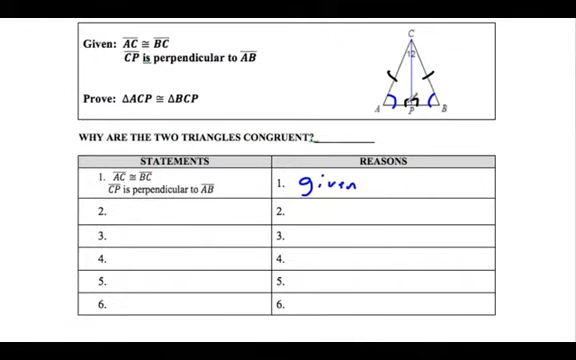 Given: AC ≅ BC
CP is perpendicular to AB
Prove: ΔACP ≅ ΔBCP
C
12
A
P
B
WHY ARE THE TWO TRIANGLES CONGRUENT?
STATEMENTS REASONS
1. AC ≅ BC
CP is perpendicular to AB
1. given
2. 2.
3. 3.
4. 4.
5. 5.
6. 6.